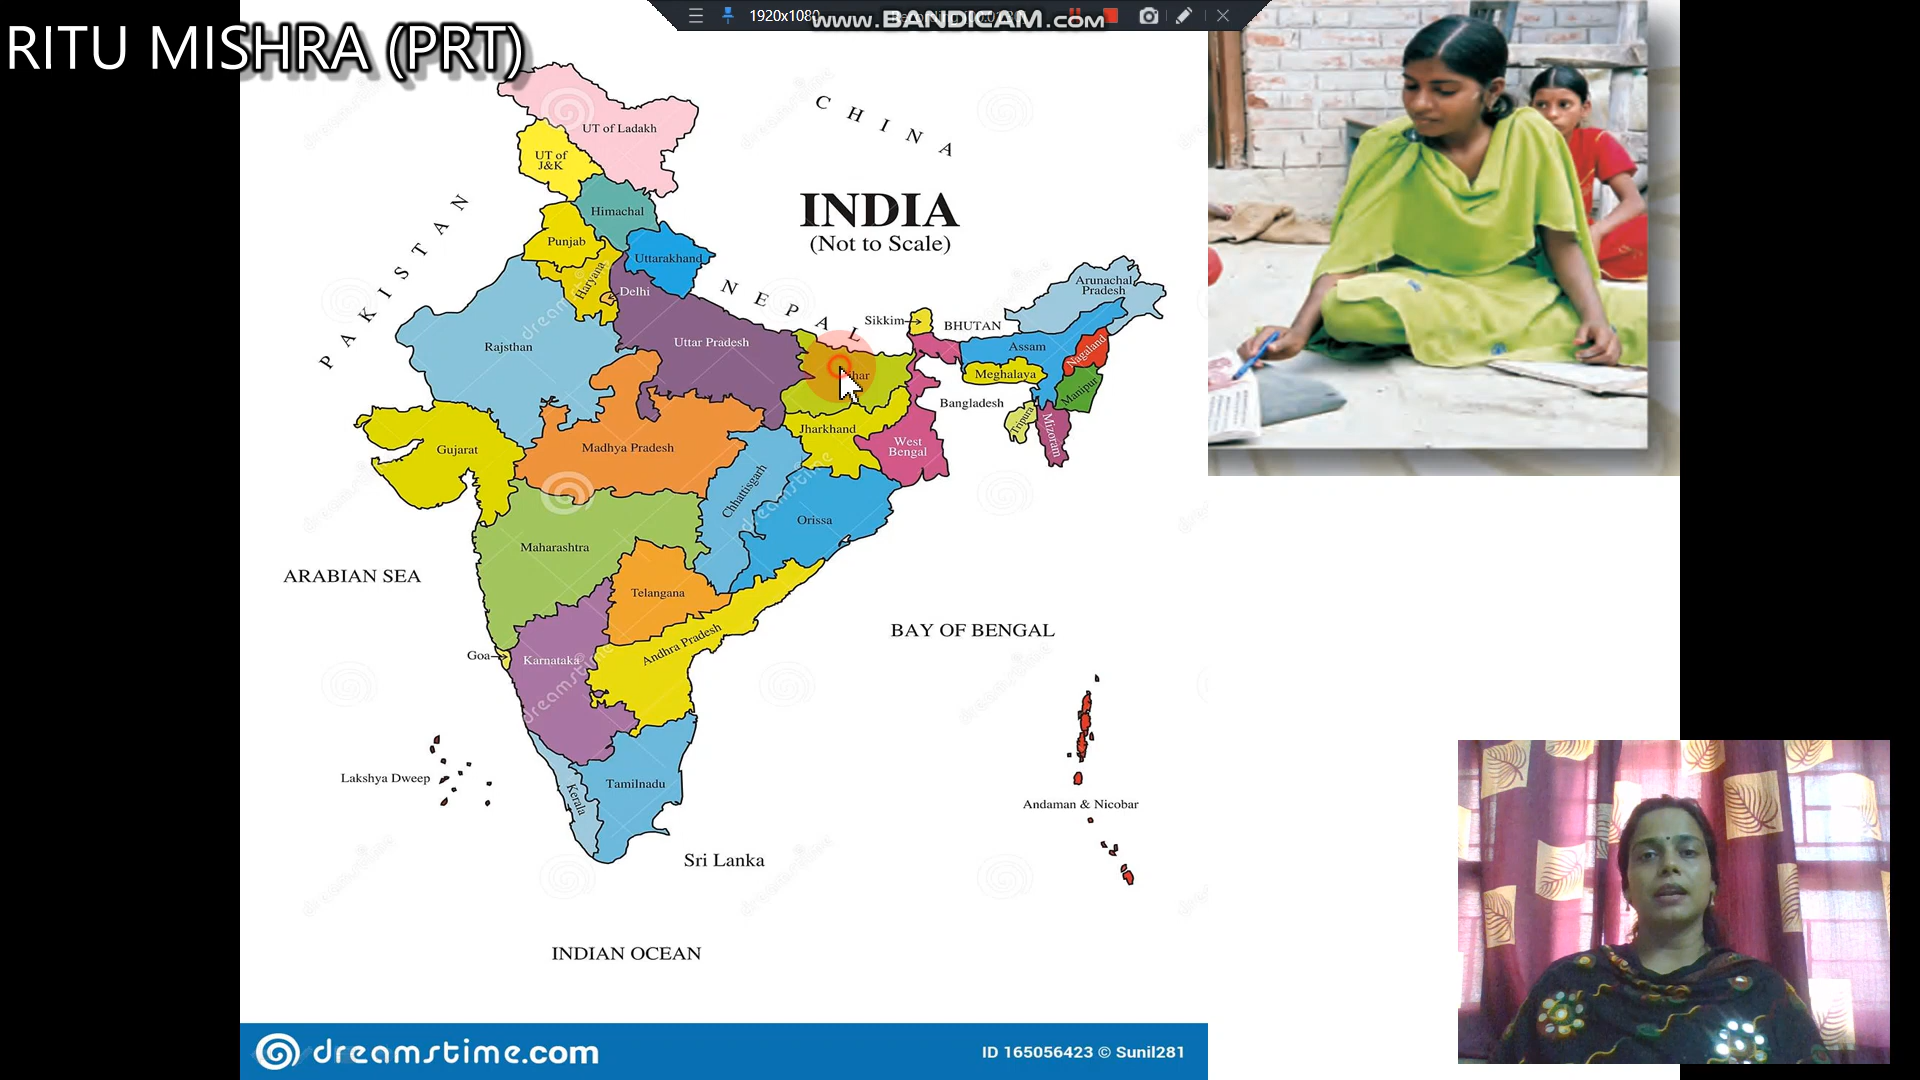 1920x1080
www.BANDICAM.com
RITU MISHRA (PRT)
CHINA
UT of Ladakh
UT of
J&K
PAKISTAN
INDIA
(Not to Scale)
Himachal
Punjab
Uttarakhand
Haryana
Delhi
NEPAL
Arunachal
Pradesh
Sikkim
BHUTAN
Rajsthan
Uttar Pradesh
Assam
Nagaland
Meghalaya
Manipur
Bangladesh
Tripura
Mizoram
Jharkhand
West
Bengal
Gujarat
Madhya Pradesh
Chhattisgarh
Orissa
Maharashtra
ARABIAN SEA
Telangana
BAY OF BENGAL
Andhra Pradesh
Goa
Karnataka
Lakshya Dweep
Kerala
Tamilnadu
Andaman & Nicobar
Sri Lanka
INDIAN OCEAN
dreamstime.com
ID 165056423 © Sunil281